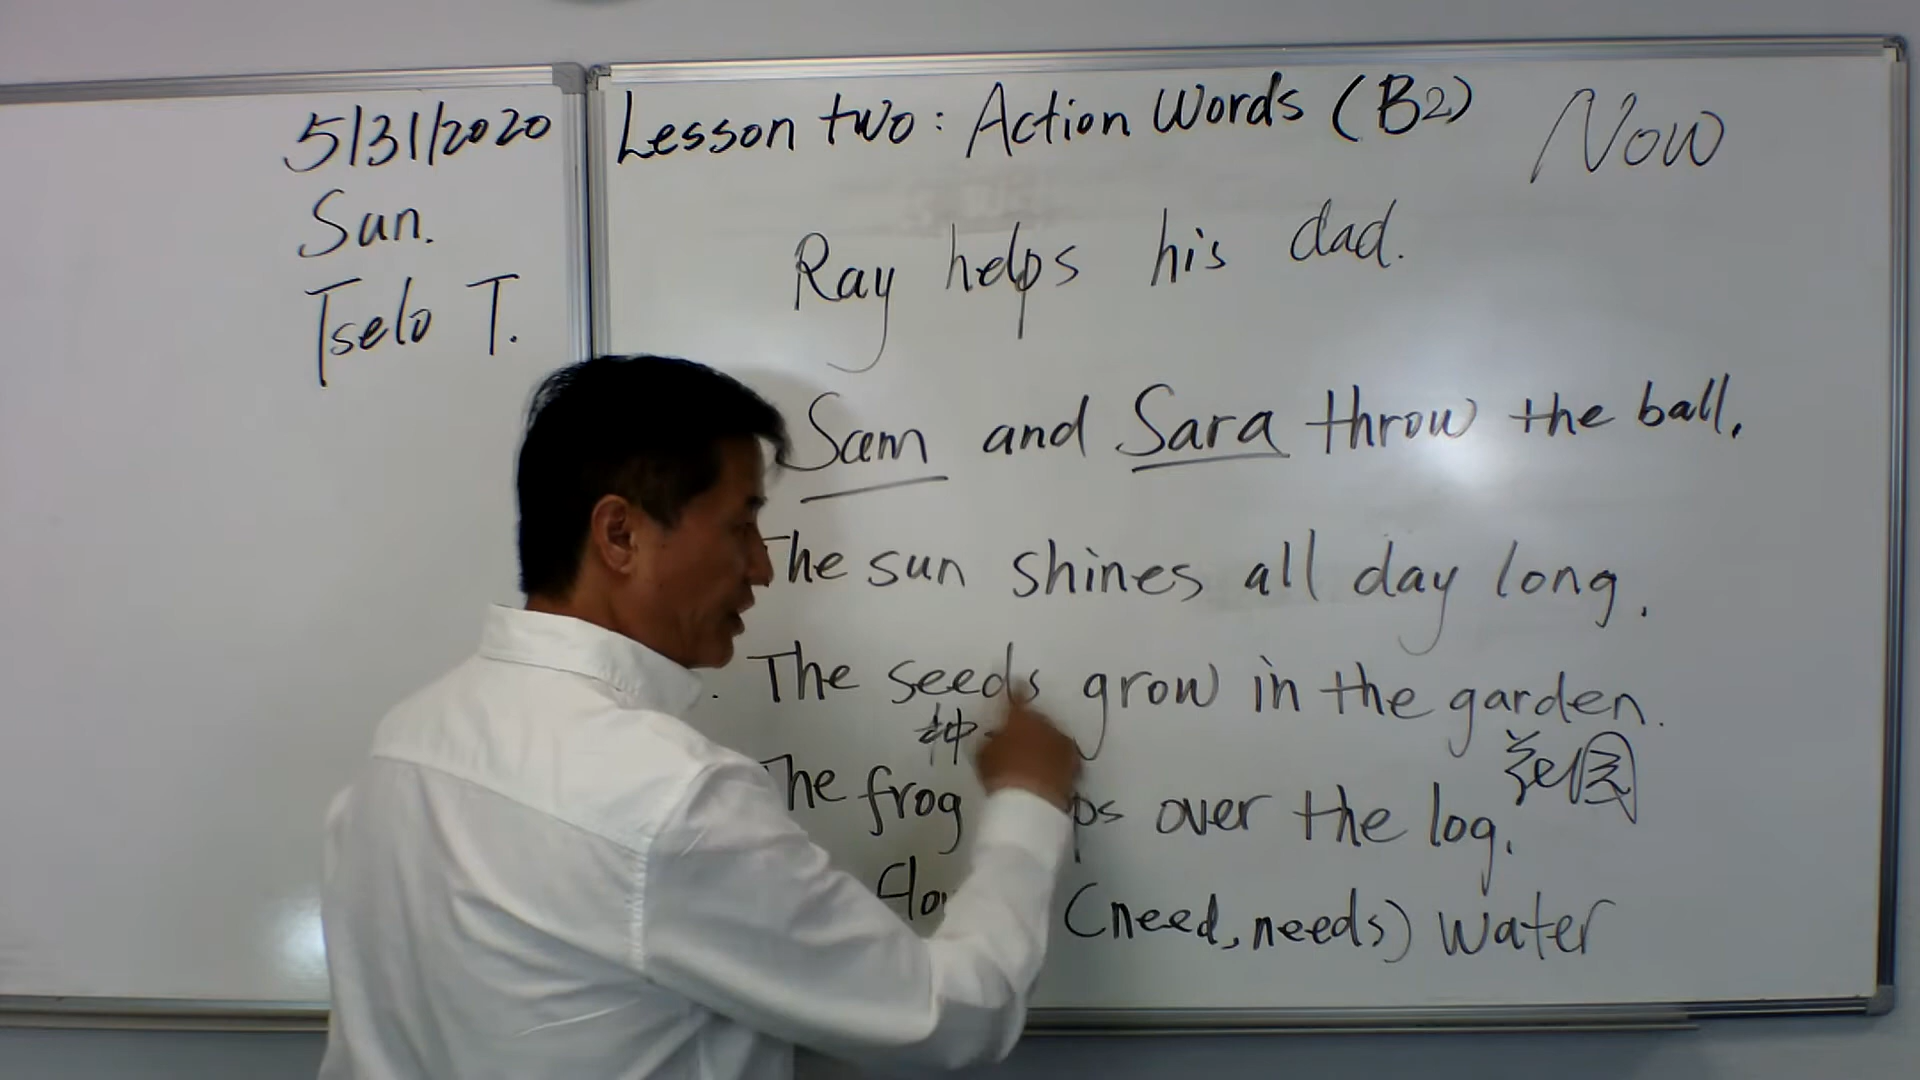 5/31/2020
Sun.
Tselo T.
Lesson two: Action Words (B2)
Now
Ray helps his dad.
Sam and Sara throw the ball.
The sun shines all day long.
The seeds grow in the garden.
种
花园
The frog over the log.
(need, needs) water